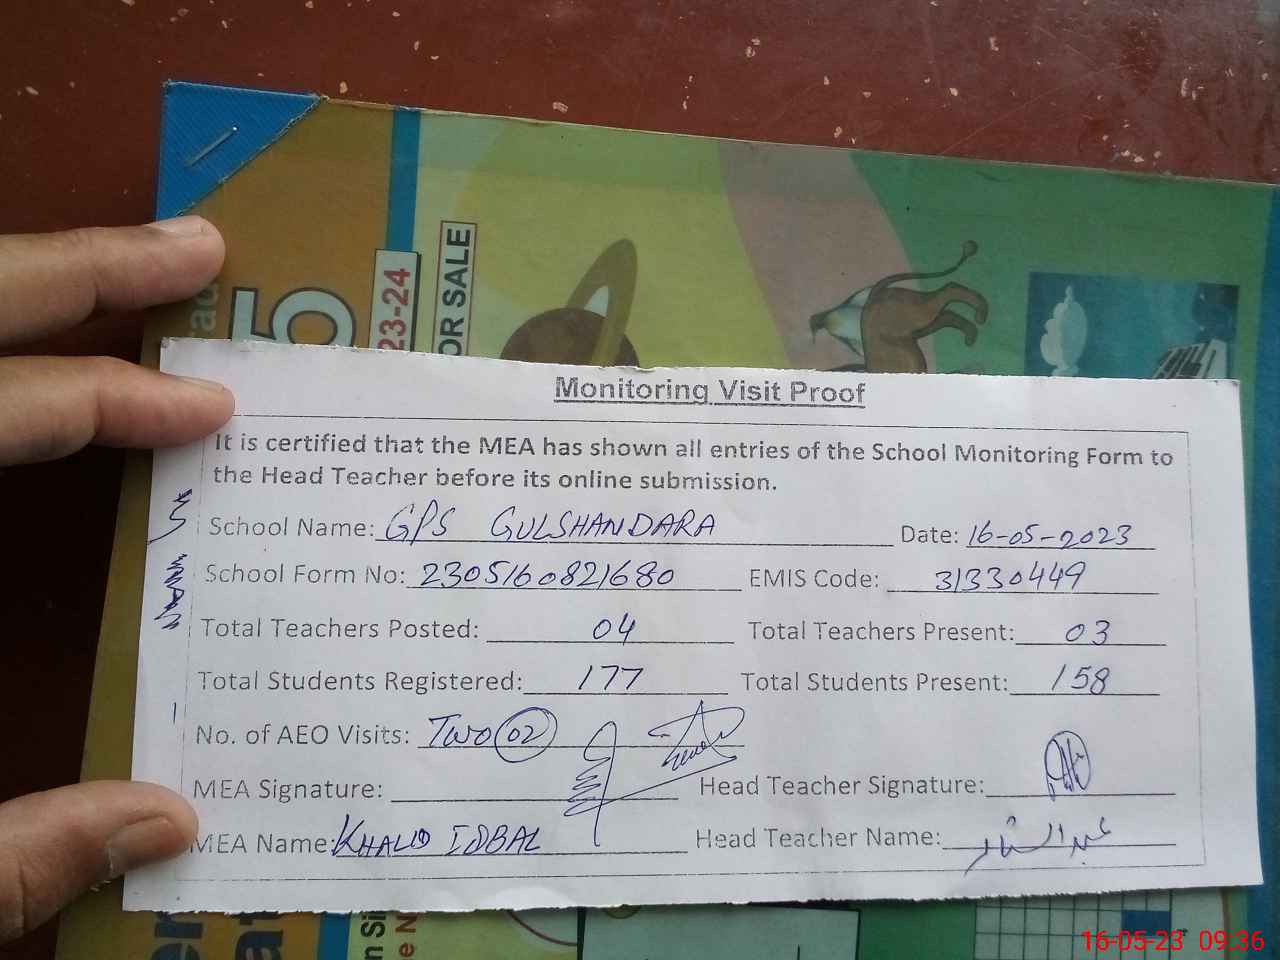 5
23-24
OR SALE
Monitoring Visit Proof
It is certified that the MEA has shown all entries of the School Monitoring Form to
the Head Teacher before its online submission.
School Name: GPS GULSHANDARA Date: 16-05-2023
School Form No: 2305160821680 EMIS Code: 31330449
Total Teachers Posted: 04 Total Teachers Present: 03
Total Students Registered: 177 Total Students Present: 158
No. of AEO Visits: Two 02
MEA Signature: Head Teacher Signature:
MEA Name: KHALID IQBAL Head Teacher Name: عبدالستار
16-05-23 09:36